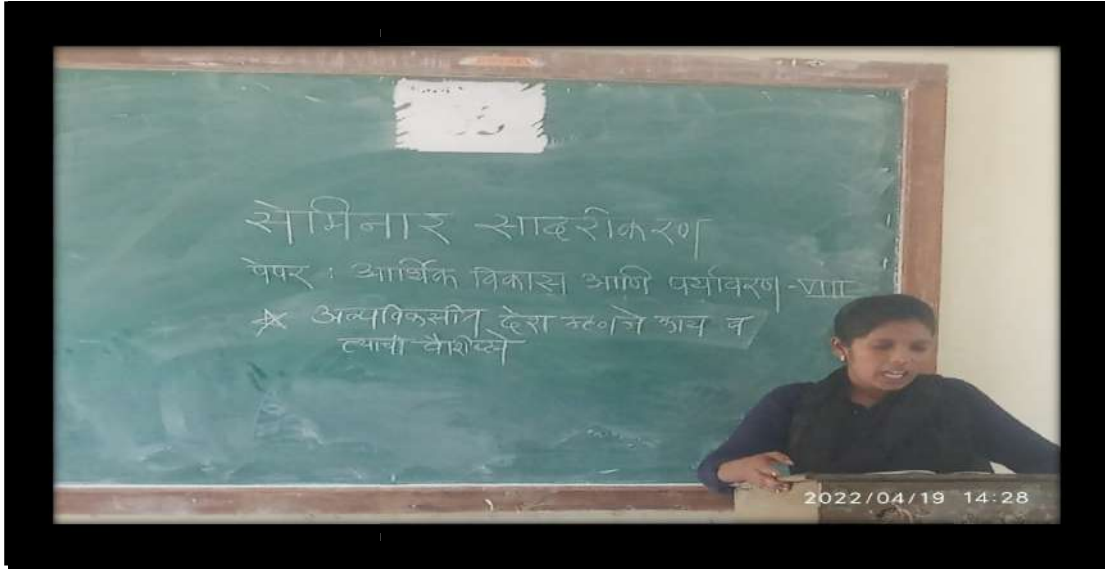 सेमिनार सादरीकरण
पेपर : आर्थिक विकास आणि पर्यावरण -VIII
* अल्पविकसीत देश म्हणजे काय व
त्याची वैशिष्टे
2022/04/19 14:28